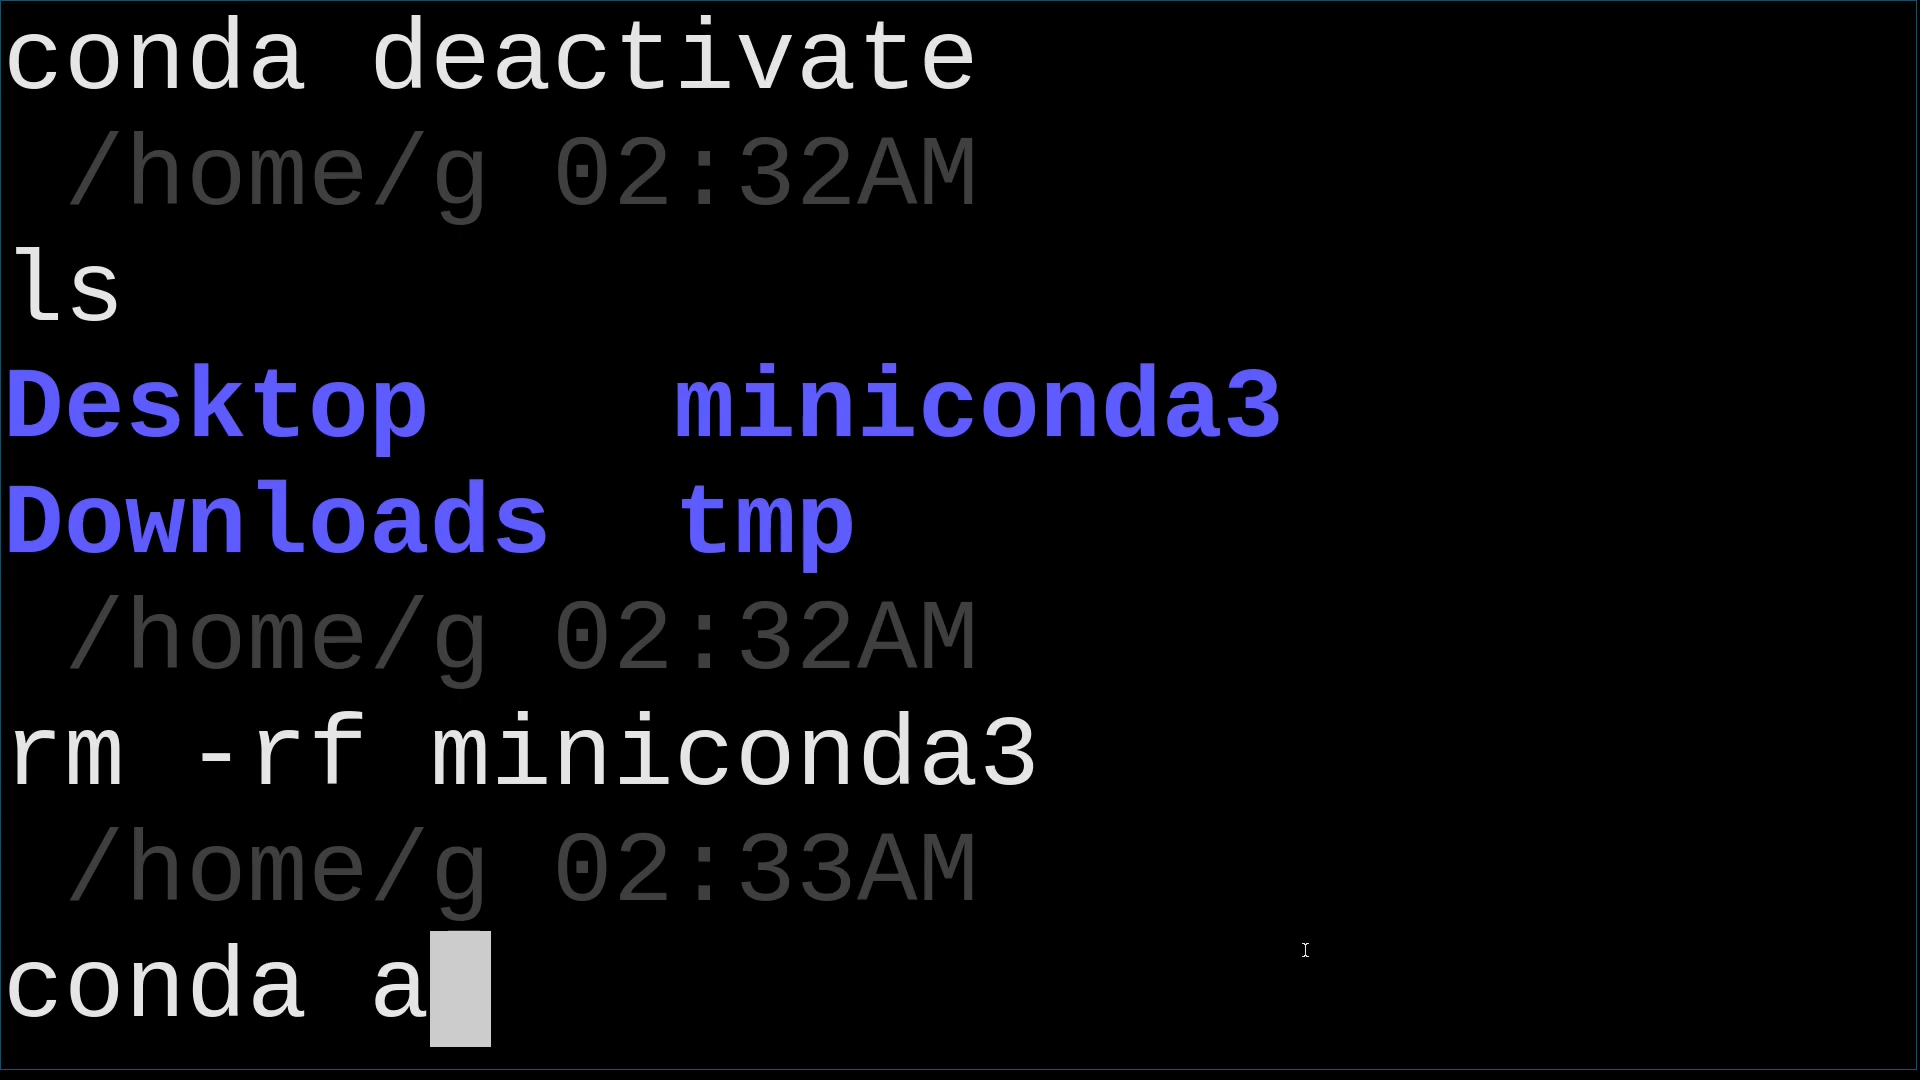 conda deactivate
/home/g 02:32AM
ls
Desktop miniconda3
Downloads tmp
/home/g 02:32AM
rm -rf miniconda3
/home/g 02:33AM
conda a